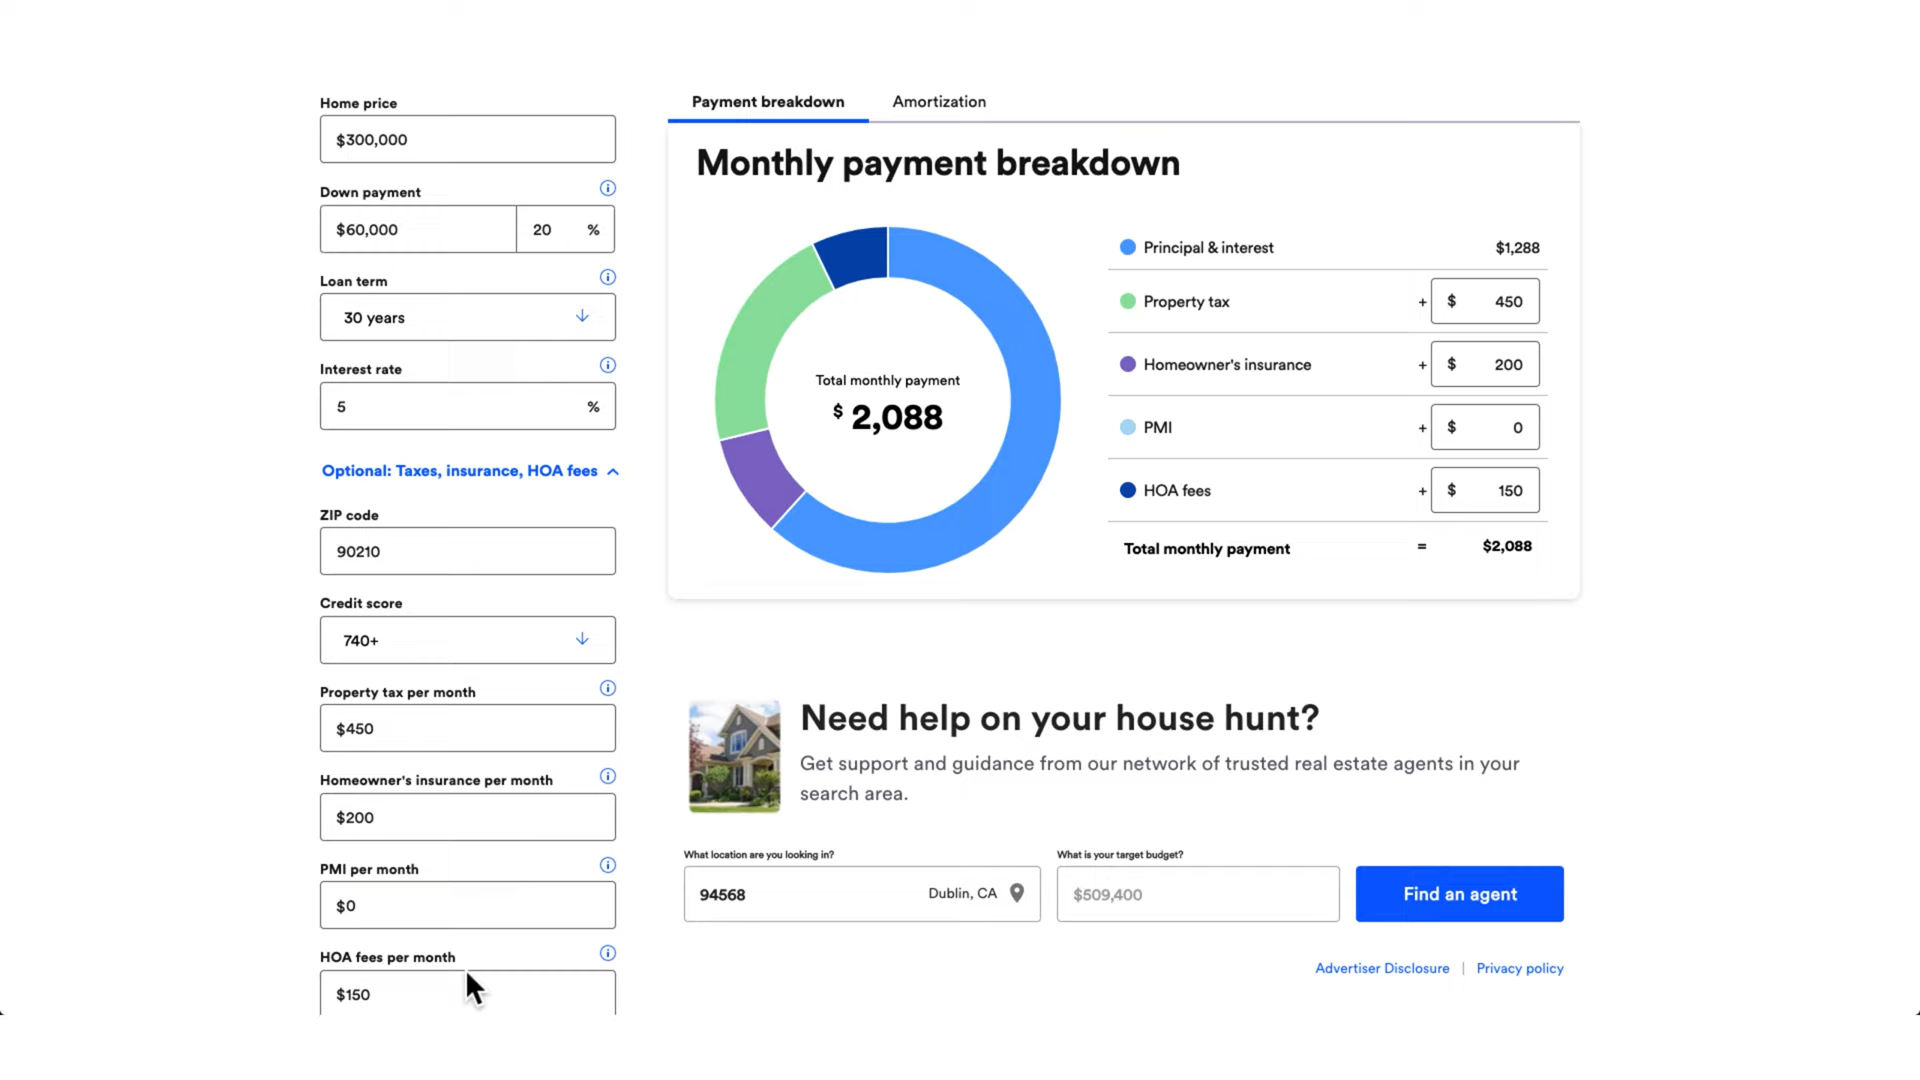 Home price
$300,000
Down payment
$60,000
20 %
Loan term
30 years
Interest rate
5 %
Optional: Taxes, insurance, HOA fees
ZIP code
90210
Credit score
740+
Property tax per month
$450
Homeowner's insurance per month
$200
PMI per month
$0
HOA fees per month
$150
Payment breakdown
Amortization
Monthly payment breakdown
Total monthly payment
$ 2,088
Principal & interest $1,288
Property tax + $ 450
Homeowner's insurance + $ 200
PMI + $ 0
HOA fees + $ 150
Total monthly payment = $2,088
Need help on your house hunt?
Get support and guidance from our network of trusted real estate agents in your
search area.
What location are you looking in?
94568 Dublin, CA
What is your target budget?
$509,400
Find an agent
Advertiser Disclosure | Privacy policy